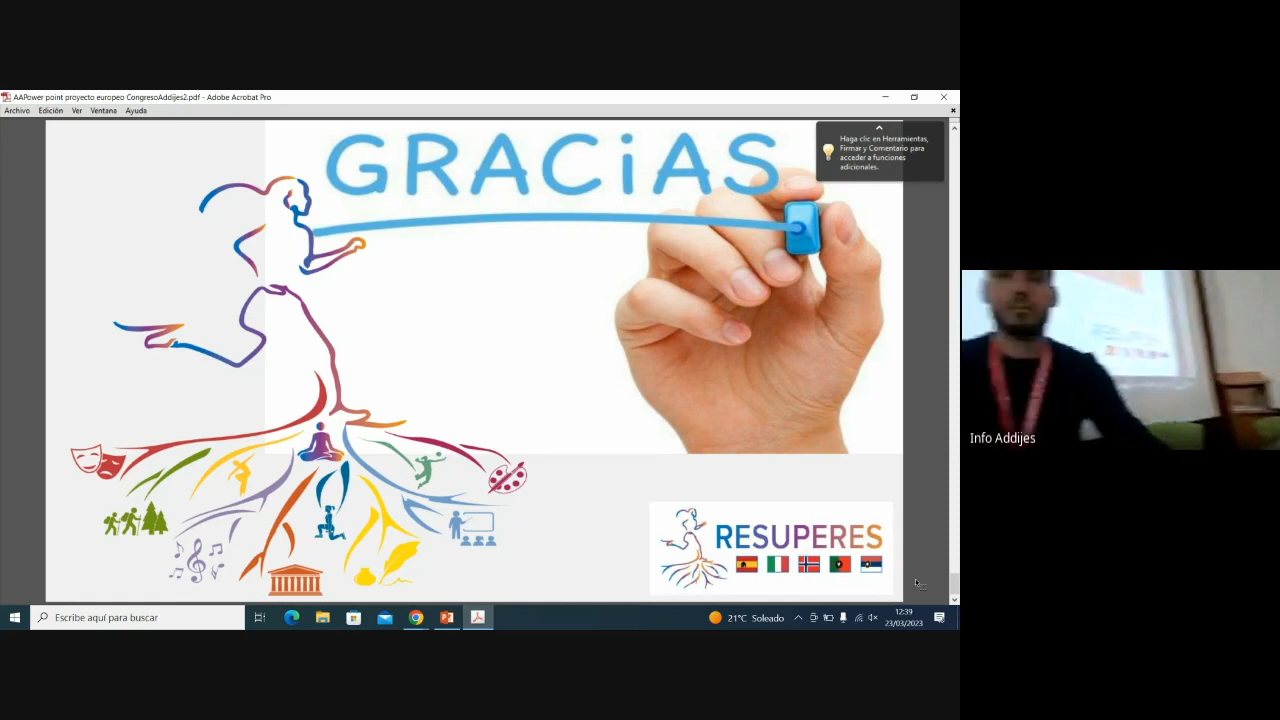 AAPower point proyecto europeo CongresoAddijes2.pdf - Adobe Acrobat Pro
Archivo Edición Ver Ventana Ayuda
GRACiAS
Haga clic en Herramientas,
Firmar y Comentario para
acceder a funciones
adicionales.
Info Addijes
RESUPERES
Escribe aquí para buscar
21°C Soleado
12:39
23/03/2023